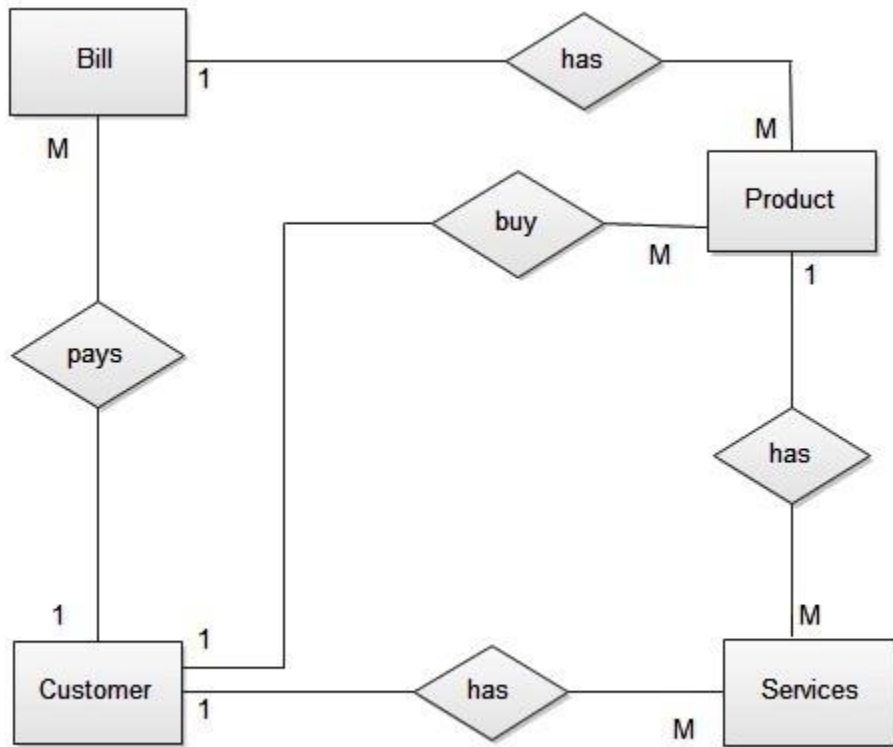 Bill
has
1
M
M
Product
buy
M
1
pays
has
1
1
M
Customer
has
Services
1
M